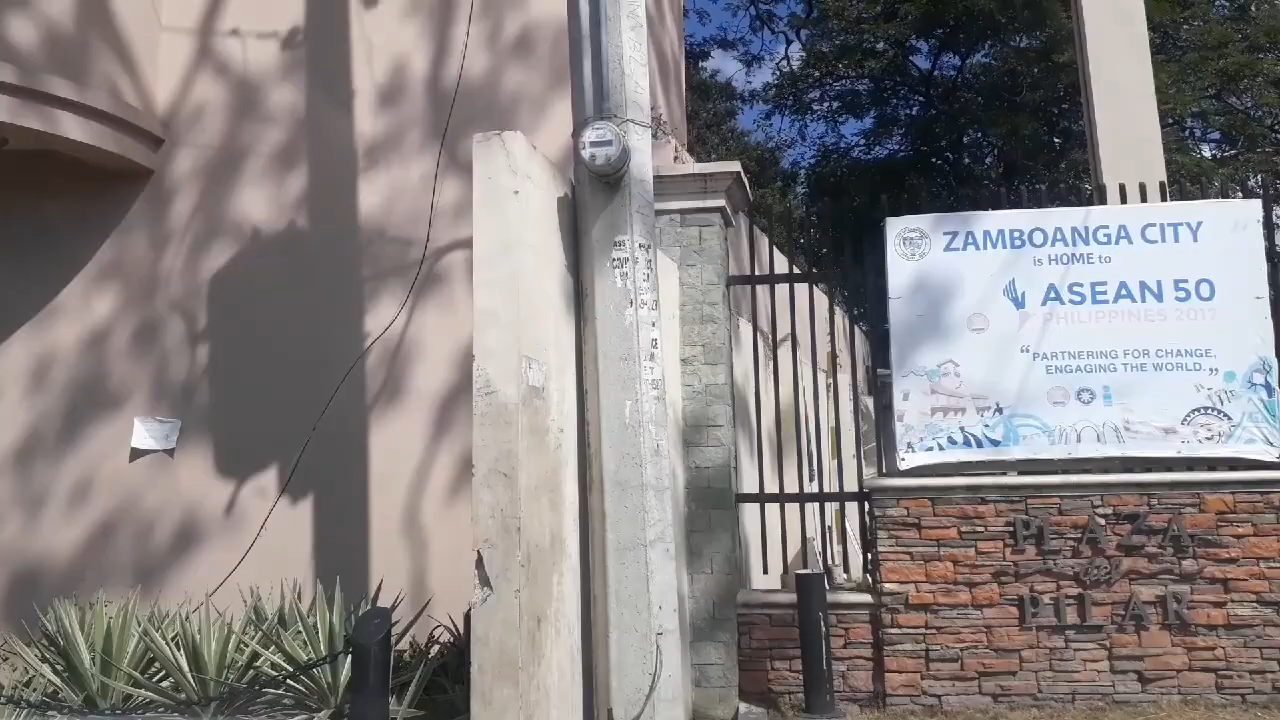 ZAMBOANGA CITY
is HOME to
ASEAN 50
PHILIPPINES 2017
“PARTNERING FOR CHANGE,
ENGAGING THE WORLD.”
PLAZA
del
PILAR